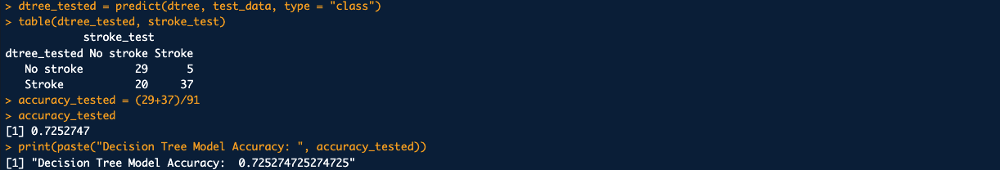 > dtree_tested = predict(dtree, test_data, type = "class")
> table(dtree_tested, stroke_test)
            stroke_test
dtree_tested No stroke Stroke
   No stroke        29      5
   Stroke           20     37
> accuracy_tested = (29+37)/91
> accuracy_tested
[1] 0.7252747
> print(paste("Decision Tree Model Accuracy: ", accuracy_tested))
[1] "Decision Tree Model Accuracy:  0.725274725274725"